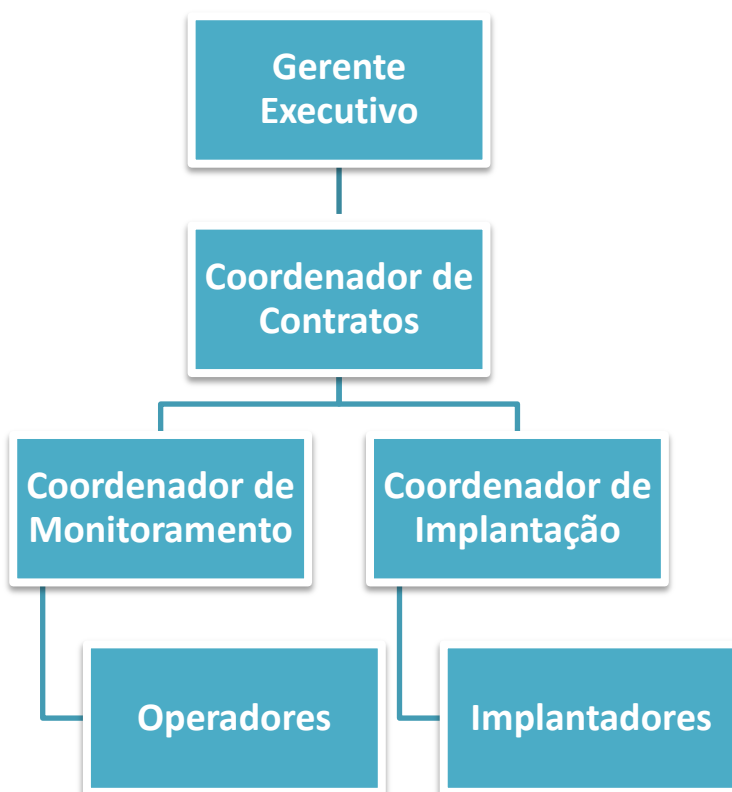 Gerente
Executivo
Coordenador de
Contratos
Coordenador de
Monitoramento
Coordenador de
Implantação
Operadores
Implantadores